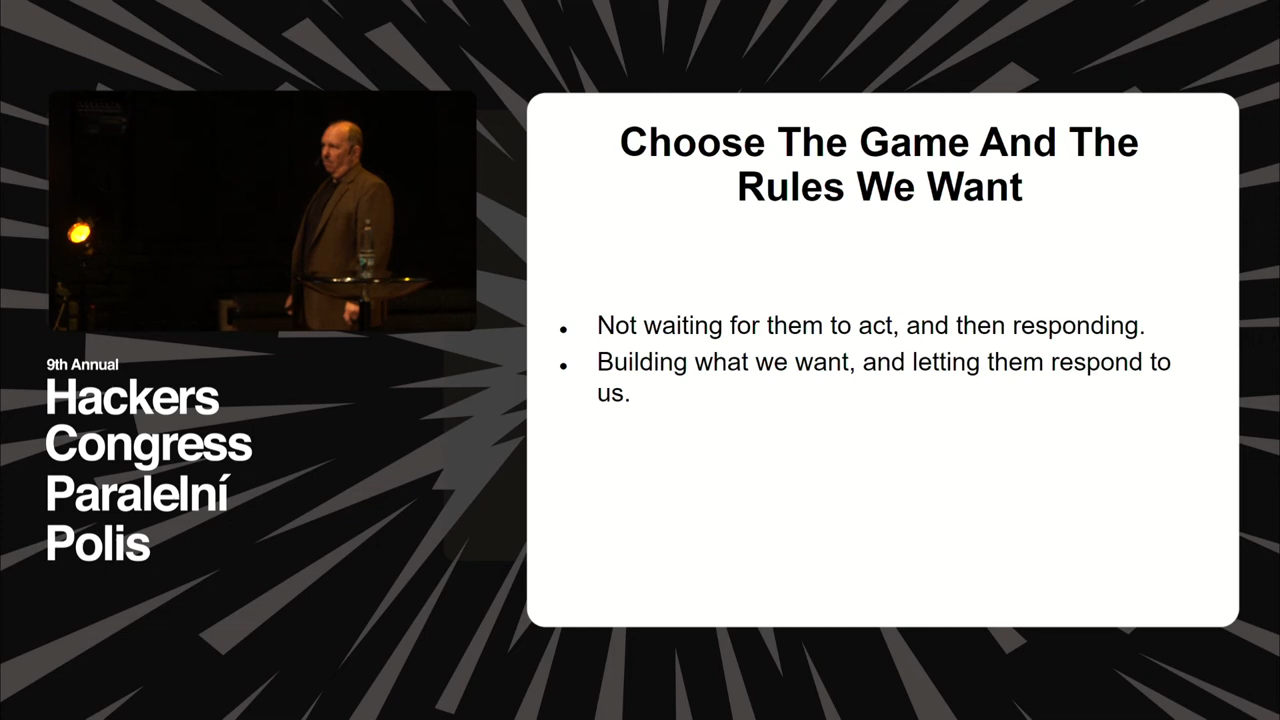 Choose The Game And The
Rules We Want
• Not waiting for them to act, and then responding.
• Building what we want, and letting them respond to
us.
9th Annual
Hackers
Congress
Paralelní
Polis